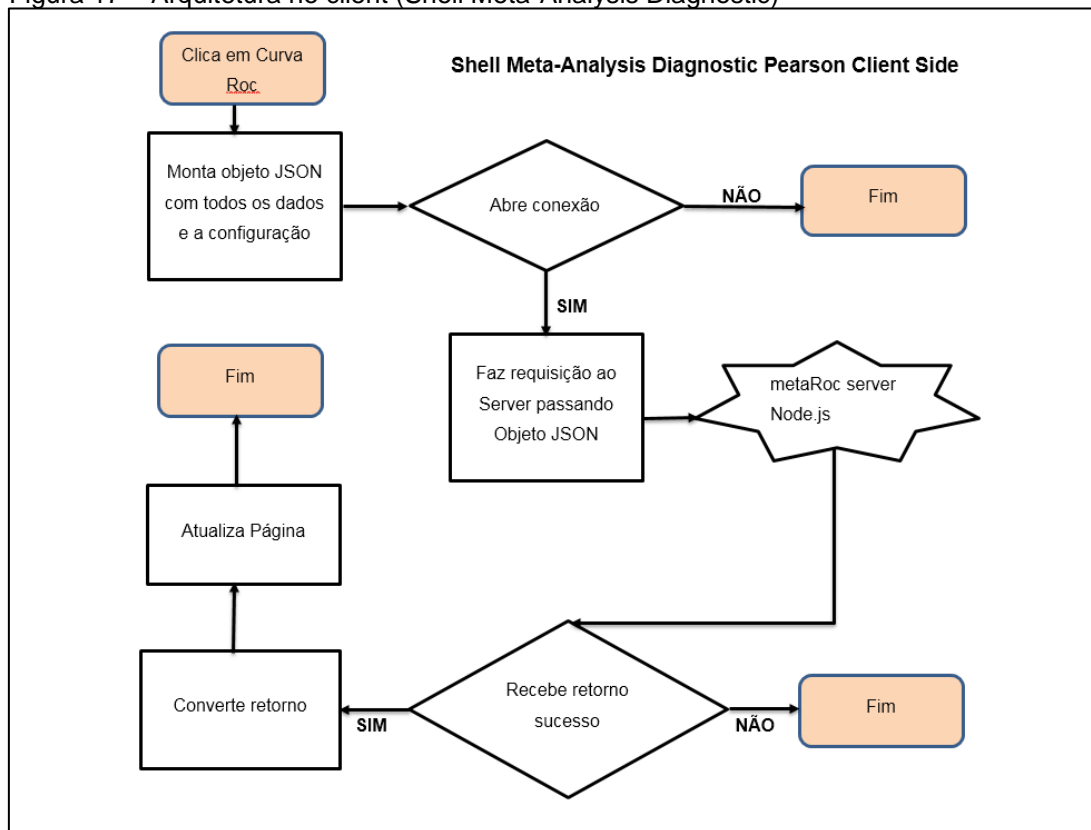 Figura 17 – Arquitetura no client (Shell Meta-Analysis Diagnostic)
Clica em Curva
Roc
Shell Meta-Analysis Diagnostic Pearson Client Side
Monta objeto JSON
com todos os dados
e a configuração
Abre conexão
NÃO
Fim
SIM
Faz requisição ao
Server passando
Objeto JSON
metaRoc server
Node.js
Fim
Atualiza Página
Converte retorno
SIM
Recebe retorno
sucesso
NÃO
Fim